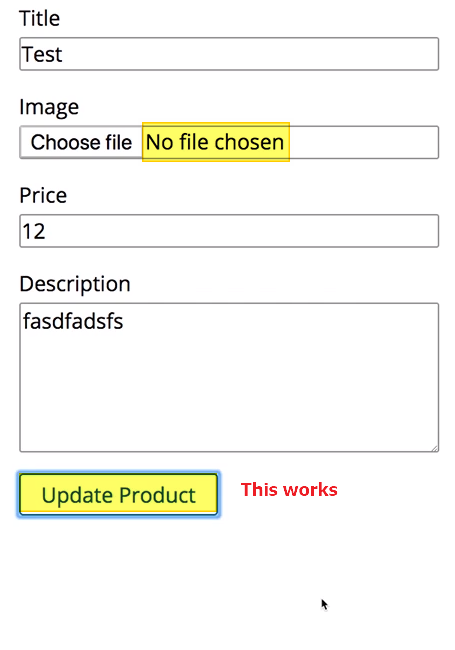 Title
Test
Image
Choose file No file chosen
Price
12
Description
fasdfadsfs
Update Product This works